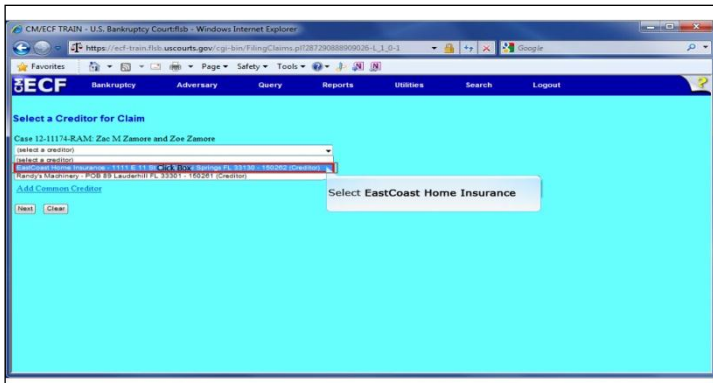 CM/ECF TRAIN - U.S. Bankruptcy Court:flsb - Windows Internet Explorer
https://ecf-train.flsb.uscourts.gov/cgi-bin/FilingClaims.pl?287290888909026-L_1_0-1
Google
Favorites Page Safety Tools
ECF Bankruptcy Adversary Query Reports Utilities Search Logout ?
Select a Creditor for Claim
Case 12-11174-RAM: Zac M Zamore and Zoe Zamore
(select a creditor)
(select a creditor)
EastCoast Home Insurance - 1111 E 11 St Click Box Springs FL 33130 - 150262 (Creditor)
Randy's Machinery - POB 89 Lauderhill FL 33301 - 150261 (Creditor)
Add Common Creditor
Select EastCoast Home Insurance
Next Clear